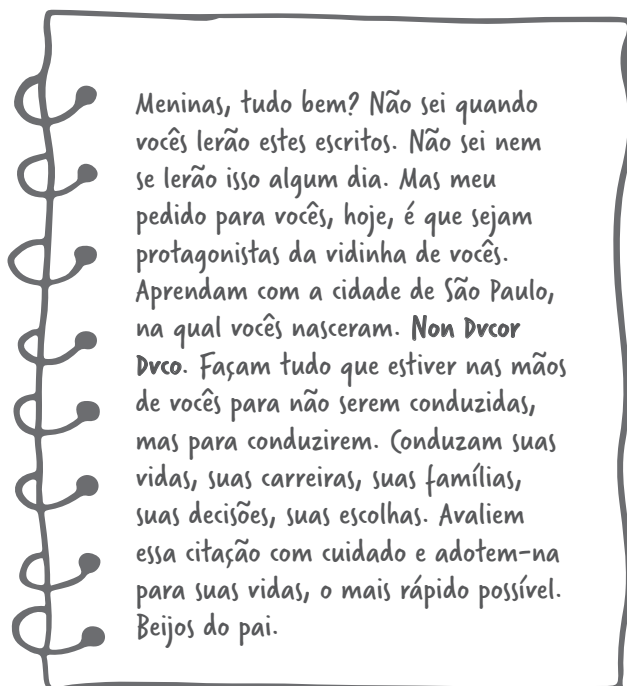 Meninas, tudo bem? Não sei quando
vocês lerão estes escritos. Não sei nem
se lerão isso algum dia. Mas meu
pedido para vocês, hoje, é que sejam
protagonistas da vidinha de vocês.
Aprendam com a cidade de São Paulo,
na qual vocês nasceram. Non Dvcor
Dvco. Façam tudo que estiver nas mãos
de vocês para não serem conduzidas,
mas para conduzirem. Conduzam suas
vidas, suas carreiras, suas famílias,
suas decisões, suas escolhas. Avaliem
essa citação com cuidado e adotem-na
para suas vidas, o mais rápido possível.
Beijos do pai.